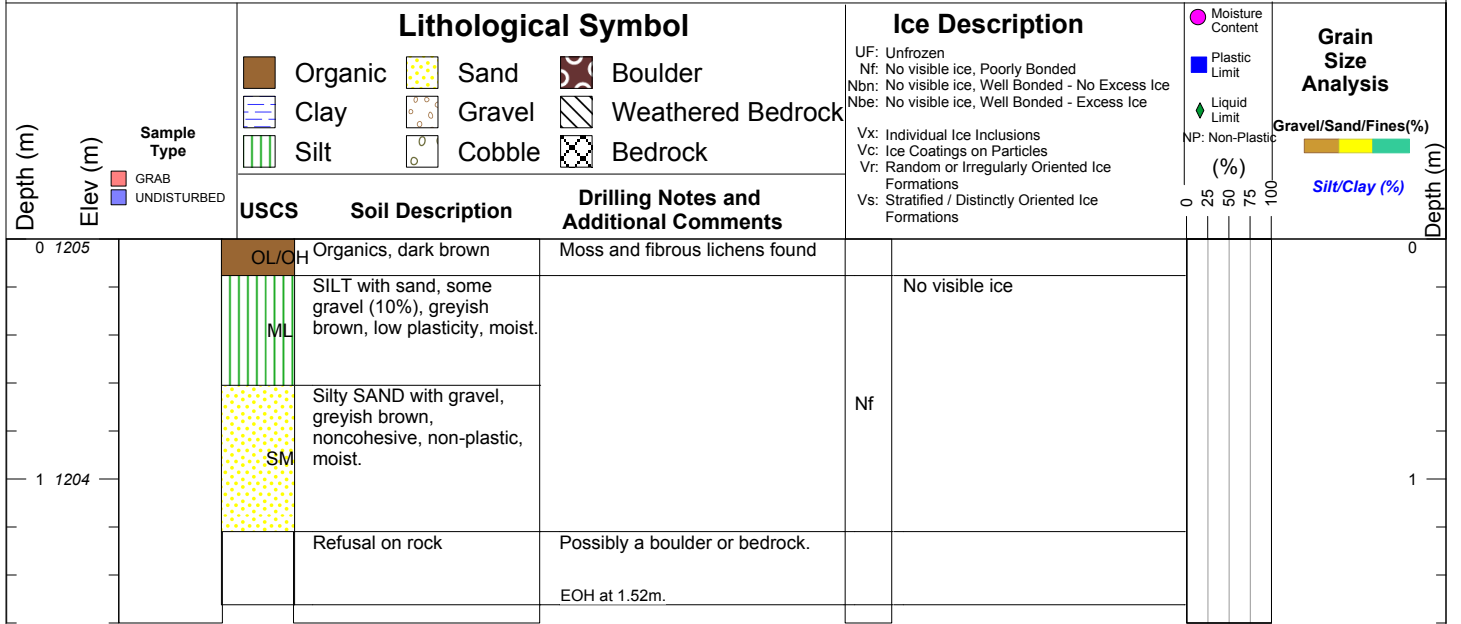 Depth (m)
Elev (m)
Sample
Type
GRAB
UNDISTURBED
Lithological Symbol
Organic
Sand
Boulder
Clay
Gravel
Weathered Bedrock
Silt
Cobble
Bedrock
USCS
Soil Description
Drilling Notes and
Additional Comments
Ice Description
UF: Unfrozen
Nf: No visible ice, Poorly Bonded
Nbn: No visible ice, Well Bonded - No Excess Ice
Nbe: No visible ice, Well Bonded - Excess Ice
Vx: Individual Ice Inclusions
Vc: Ice Coatings on Particles
Vr: Random or Irregularly Oriented Ice
Formations
Vs: Stratified / Distinctly Oriented Ice
Formations
Moisture
Content
Plastic
Limit
Liquid
Limit
NP: Non-Plastic
(%)
0 25 50 75 100
Grain
Size
Analysis
Gravel/Sand/Fines(%)
Silt/Clay (%)
Depth (m)
0 1205
OL/OH
Organics, dark brown
Moss and fibrous lichens found
0
ML
SILT with sand, some
gravel (10%), greyish
brown, low plasticity, moist.
No visible ice
Silty SAND with gravel,
greyish brown,
noncohesive, non-plastic,
moist.
Nf
SM
1 1204
1
Refusal on rock
Possibly a boulder or bedrock.
EOH at 1.52m.